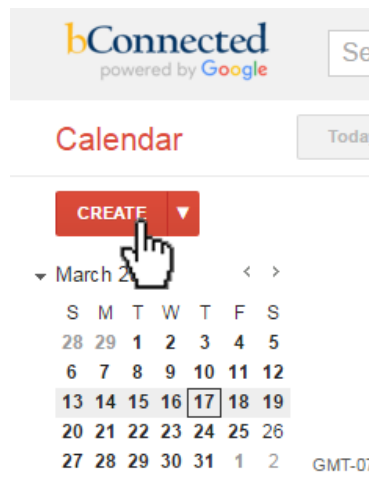 bConnected
Se
powered by Google
Calendar
Toda
CREATE
March 2
S M T W T F S
28 29 1 2 3 4 5
6 7 8 9 10 11 12
13 14 15 16 17 18 19
20 21 22 23 24 25 26
27 28 29 30 31 1 2
GMT-07